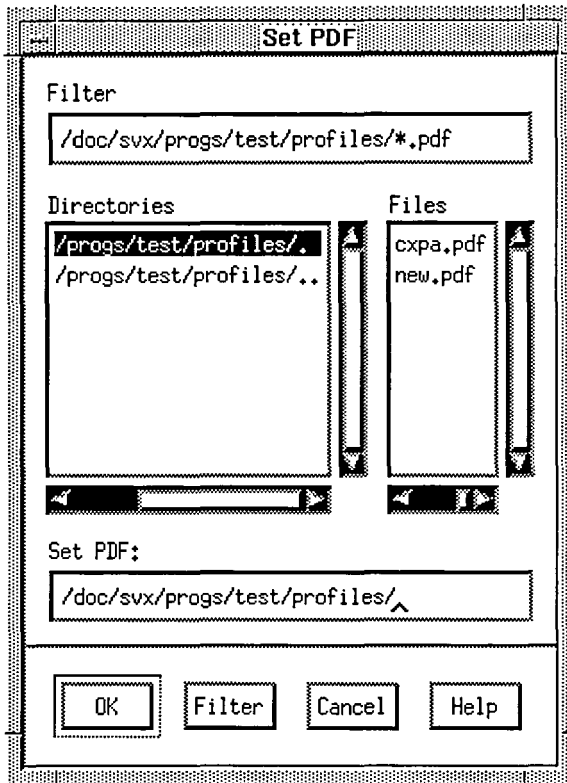 Set PDF
Filter
/doc/svx/progs/test/profiles/*.pdf
Directories Files
/progs/test/profiles/. cxpa.pdf
/progs/test/profiles/.. new.pdf
Set PDF:
/doc/svx/progs/test/profiles/
OK Filter Cancel Help